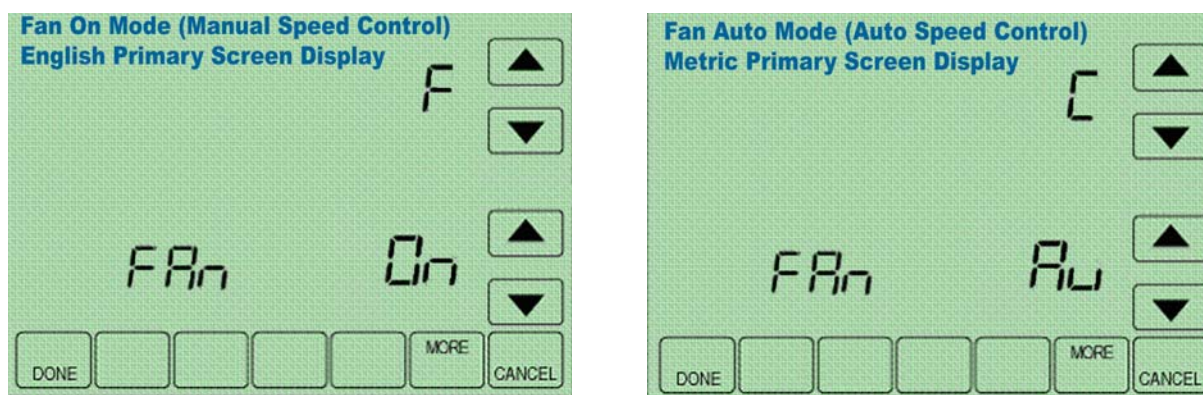 Fan On Mode (Manual Speed Control)
English Primary Screen Display
F
FAn On
DONE MORE CANCEL
Fan Auto Mode (Auto Speed Control)
Metric Primary Screen Display
C
FAn Au
DONE MORE CANCEL